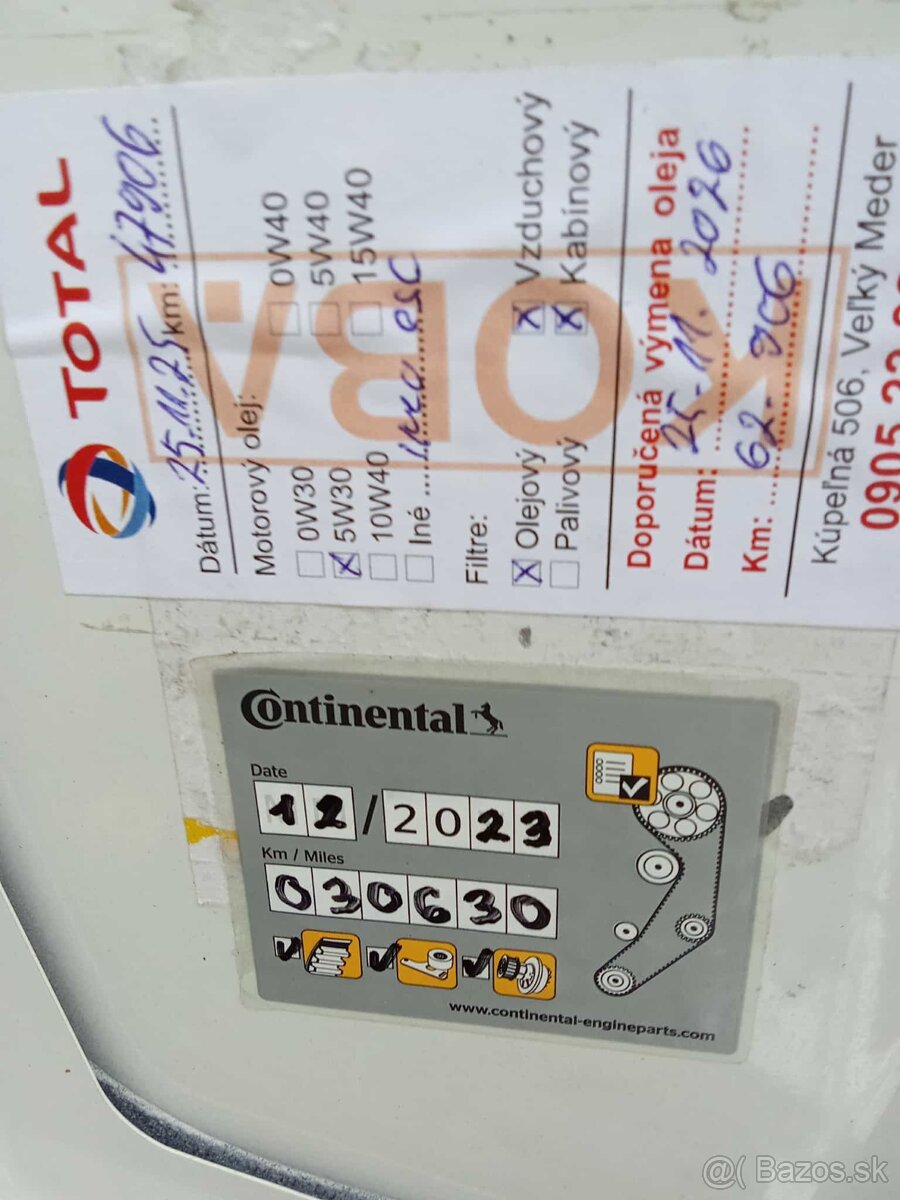 TOTAL
Dátum: 25.11.25 km: 47906
Motorový olej:
0W30 0W40
5W30 5W40
10W40 15W40
Iné
Filtre:
Olejový Vzduchový
Palivový Kabínový
KOBA
Doporučená výmena oleja
Dátum: 25-11. 2026
Km: 62-906
Kúpeľná 506, Veľký Meder
0905
Continental
Date
12/2023
Km / Miles
030630
www.continental-engineparts.com
@( Bazos.sk